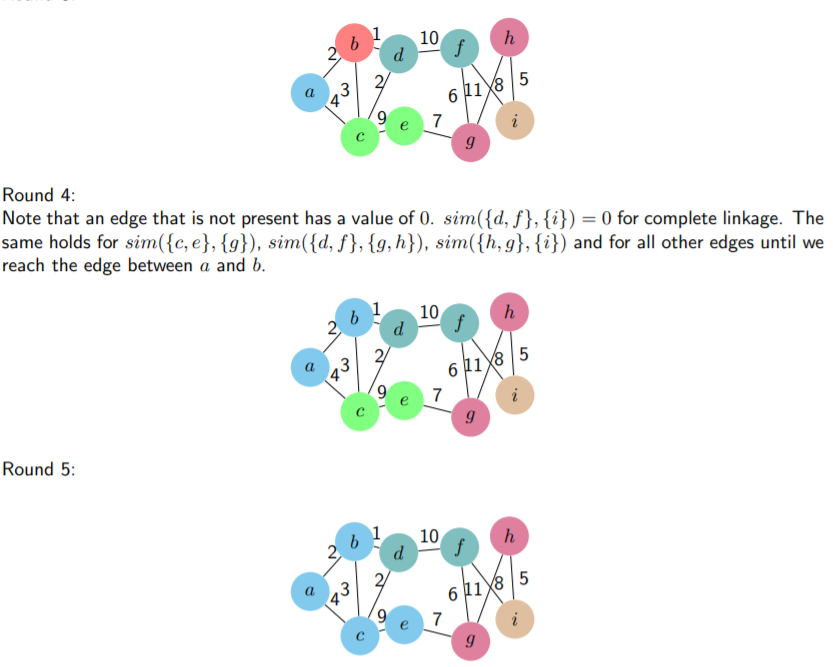 b 1 d 10 f h
2
a 4 3 2 6 11 8 5
c 9 e 7 g i
Round 4:
Note that an edge that is not present has a value of 0. sim({d, f}, {i}) = 0 for complete linkage. The
same holds for sim({c, e}, {g}), sim({d, f}, {g, h}), sim({h, g}, {i}) and for all other edges until we
reach the edge between a and b.
b 1 d 10 f h
2
a 4 3 2 6 11 8 5
c 9 e 7 g i
Round 5:
b 1 d 10 f h
2
a 4 3 2 6 11 8 5
c 9 e 7 g i